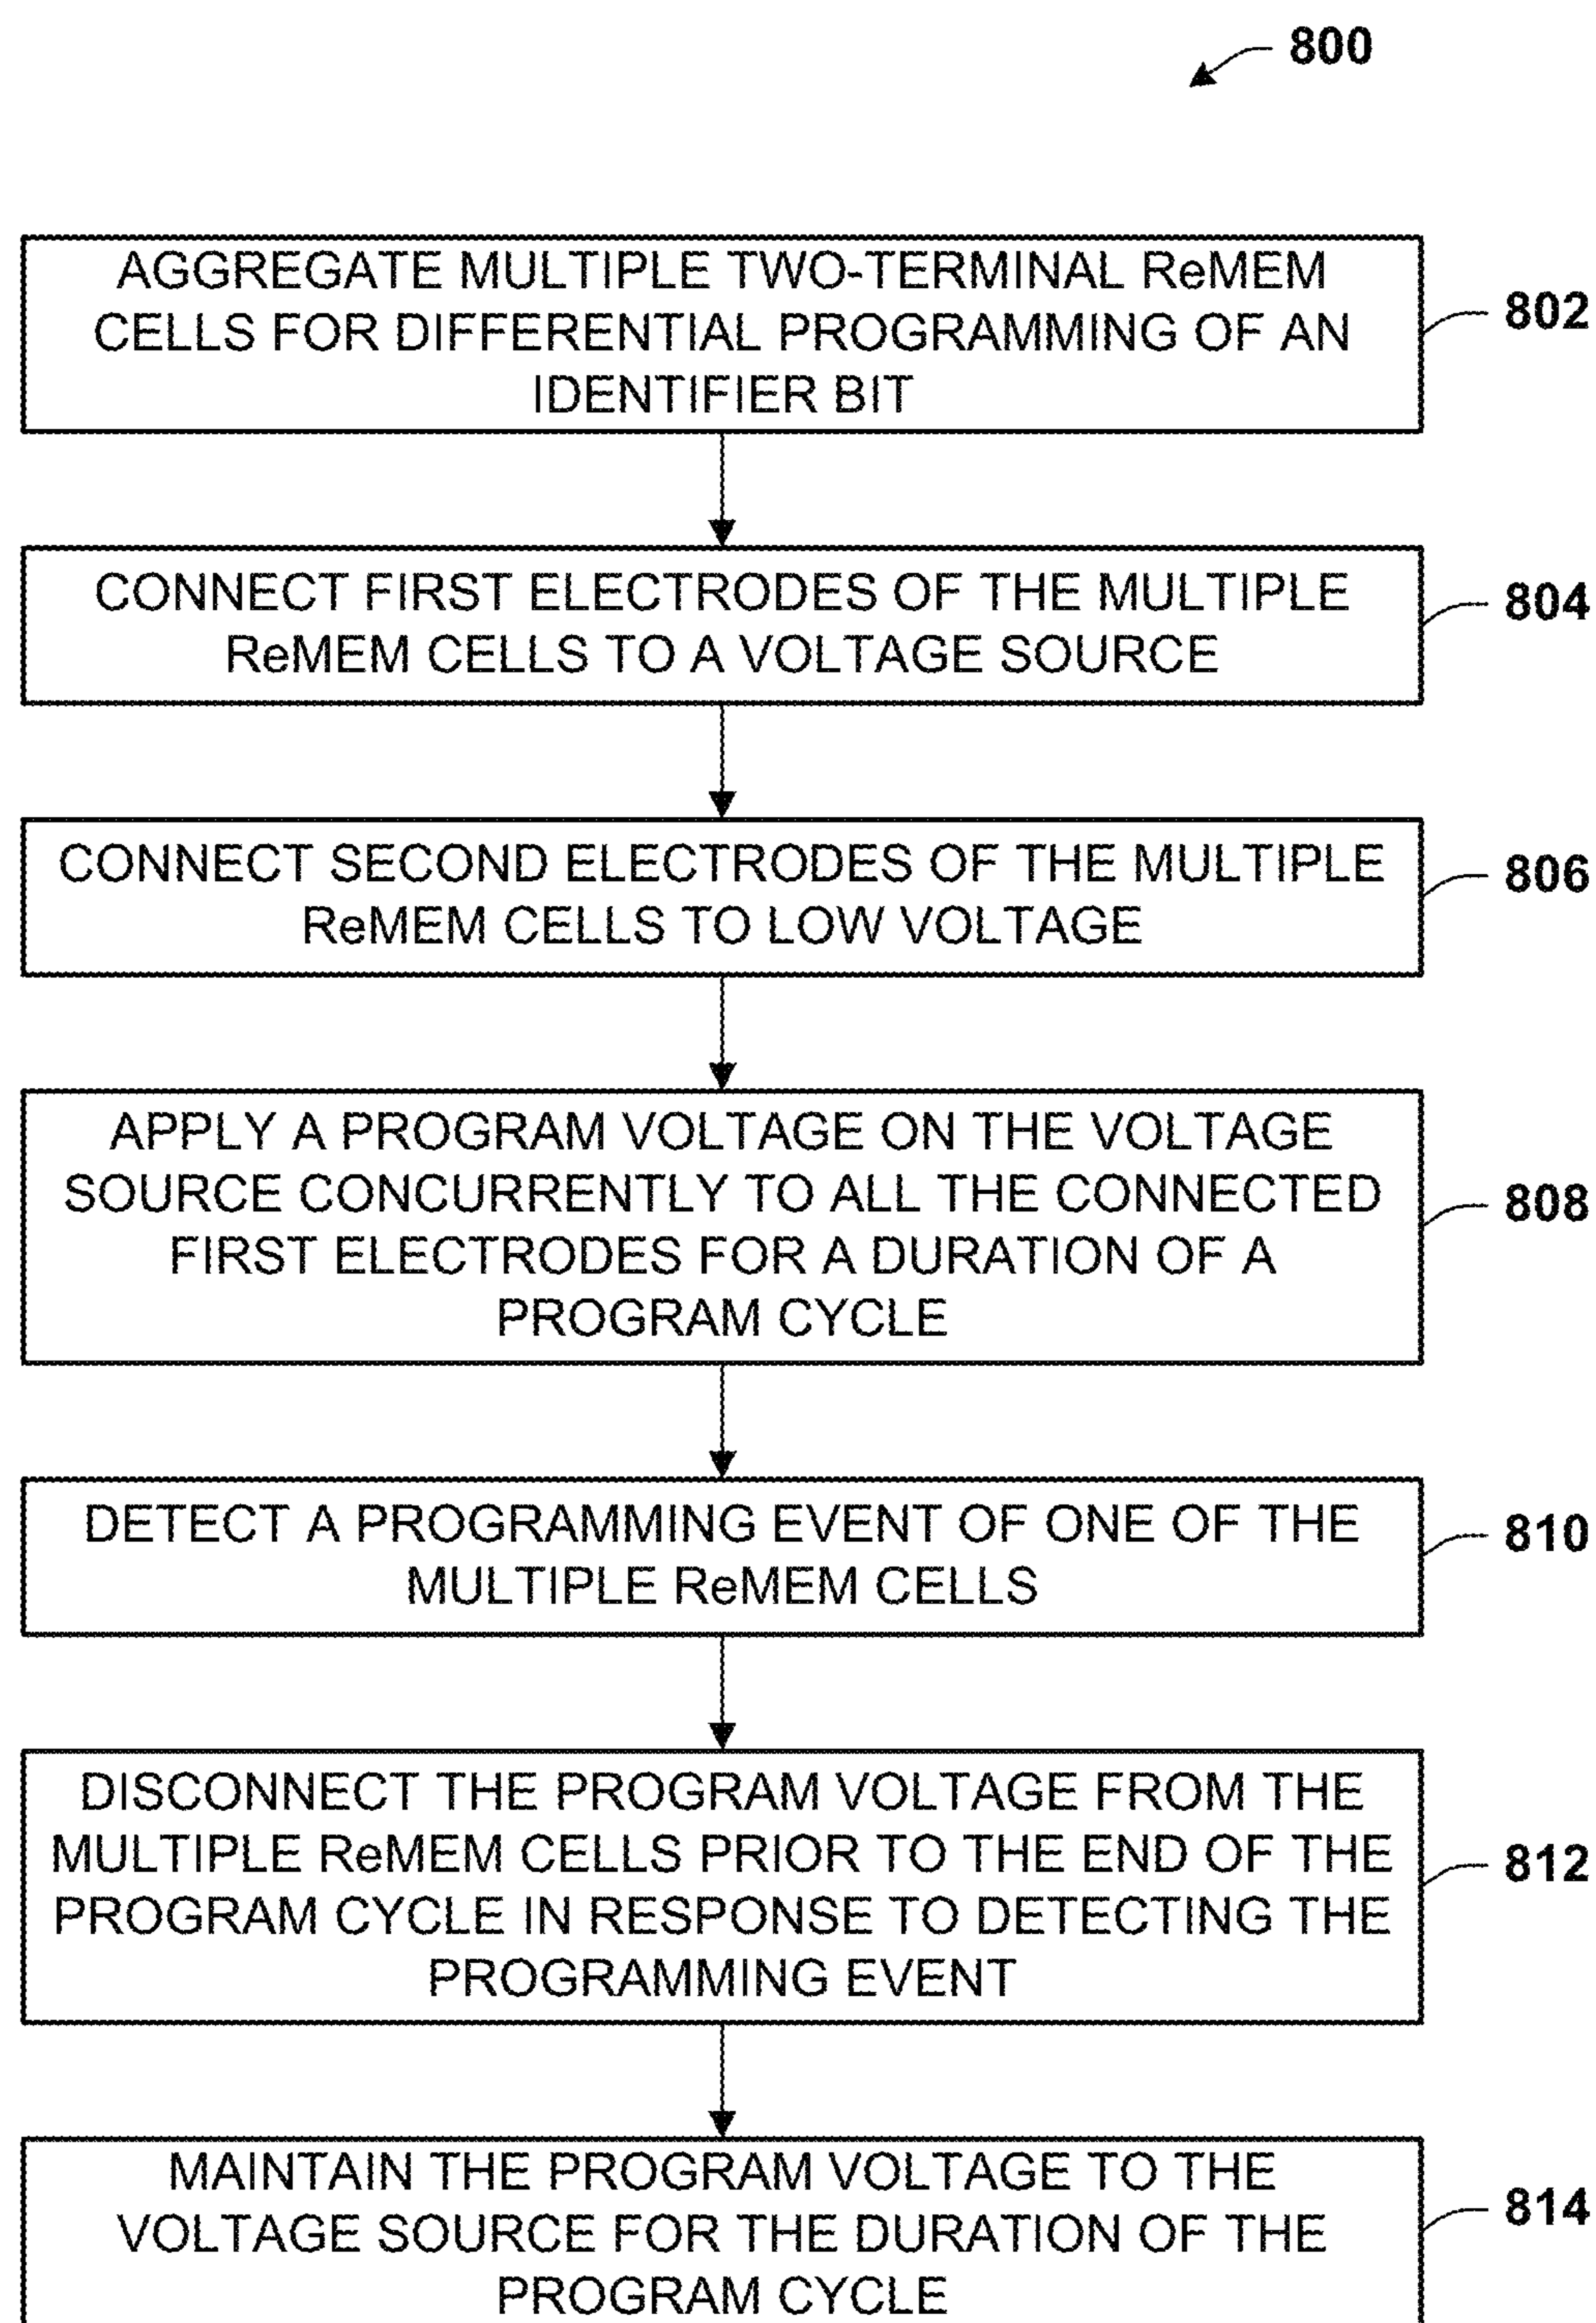 800
AGGREGATE MULTIPLE TWO-TERMINAL ReMEM
CELLS FOR DIFFERENTIAL PROGRAMMING OF AN
IDENTIFIER BIT
802
CONNECT FIRST ELECTRODES OF THE MULTIPLE
ReMEM CELLS TO A VOLTAGE SOURCE
804
CONNECT SECOND ELECTRODES OF THE MULTIPLE
ReMEM CELLS TO LOW VOLTAGE
806
APPLY A PROGRAM VOLTAGE ON THE VOLTAGE
SOURCE CONCURRENTLY TO ALL THE CONNECTED
FIRST ELECTRODES FOR A DURATION OF A
PROGRAM CYCLE
808
DETECT A PROGRAMMING EVENT OF ONE OF THE
MULTIPLE ReMEM CELLS
810
DISCONNECT THE PROGRAM VOLTAGE FROM THE
MULTIPLE ReMEM CELLS PRIOR TO THE END OF THE
PROGRAM CYCLE IN RESPONSE TO DETECTING THE
PROGRAMMING EVENT
812
MAINTAIN THE PROGRAM VOLTAGE TO THE
VOLTAGE SOURCE FOR THE DURATION OF THE
PROGRAM CYCLE
814